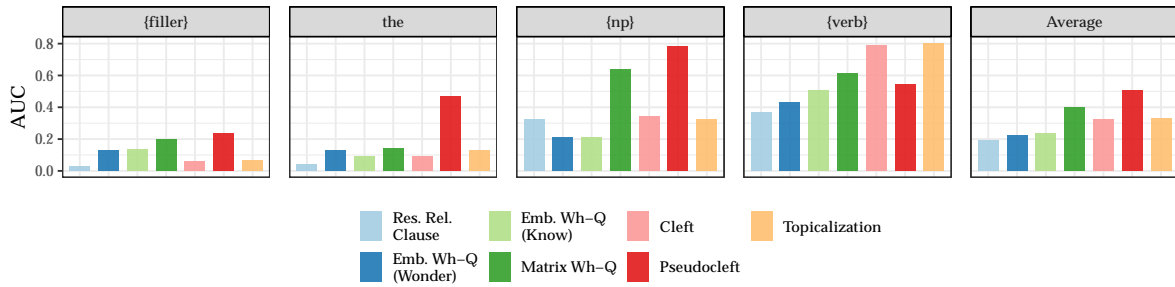 {filler}
the
{np}
{verb}
Average
AUC
0.8
0.6
0.4
0.2
0.0
Res. Rel.
Clause
Emb. Wh–Q
(Wonder)
Emb. Wh–Q
(Know)
Matrix Wh–Q
Cleft
Pseudocleft
Topicalization